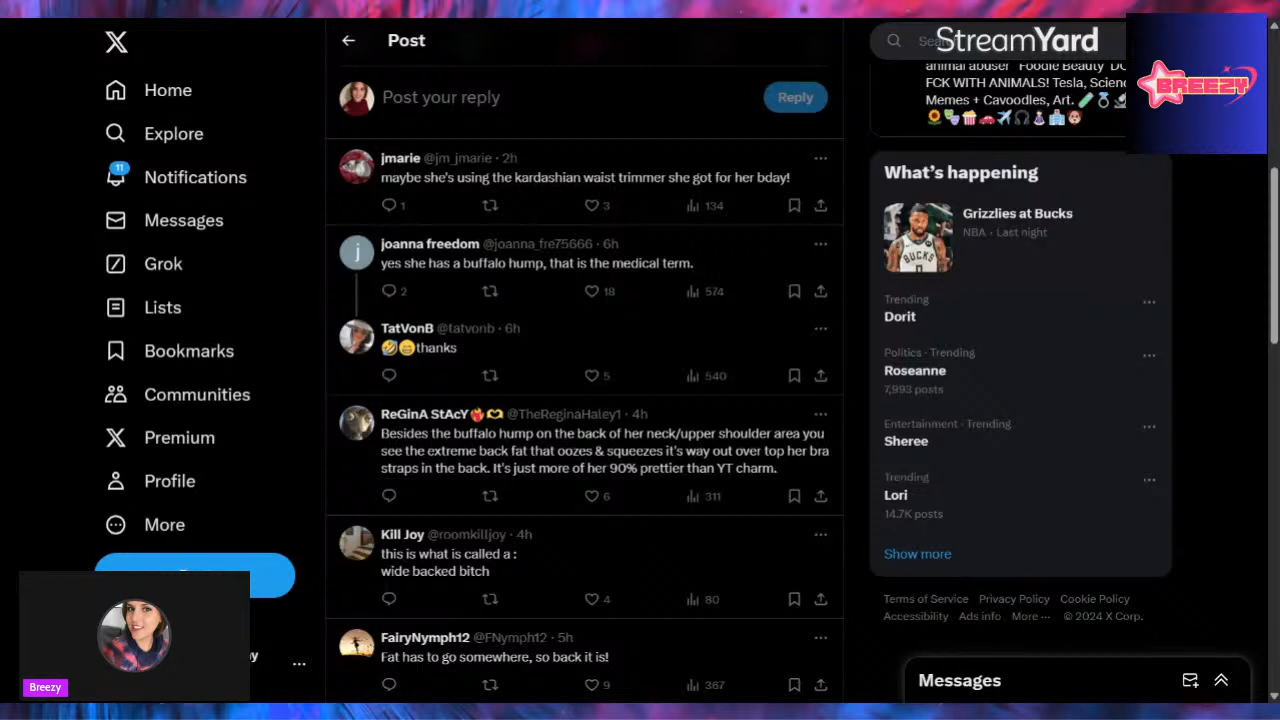 StreamYard
BREEZY
Post
Home
Explore
11
Notifications
Messages
Grok
Lists
Bookmarks
Communities
Premium
Profile
More
Breezy
Post your reply
Reply
jmarie @jm_jmarie · 2h
maybe she's using the kardashian waist trimmer she got for her bday!
1
3
134
joanna freedom @joanna_fre75666 · 6h
yes she has a buffalo hump, that is the medical term.
2
18
574
TatVonB @tatvonb · 6h
🤣😁thanks
5
540
ReGinA StAcY❤️‍🔥🫶 @TheReginaHaley1 · 4h
Besides the buffalo hump on the back of her neck/upper shoulder area you
see the extreme back fat that oozes & squeezes it's way out over top her bra
straps in the back. It's just more of her 90% prettier than YT charm.
6
311
Kill Joy @roomkilljoy · 4h
this is what is called a :
wide backed bitch
4
80
FairyNymph12 @FNymph12 · 5h
Fat has to go somewhere, so back it is!
9
367
animal abuser "Foodie Beauty"
FCK WITH ANIMALS! Tesla,
Memes + Cavoodles, Art.
What's happening
Grizzlies at Bucks
NBA · Last night
BUCKS
Trending
Dorit
Politics · Trending
Roseanne
7,993 posts
Entertainment · Trending
Sheree
Trending
Lori
14.7K posts
Show more
Terms of Service Privacy Policy Cookie Policy
Accessibility Ads info More ··· © 2024 X Corp.
Messages